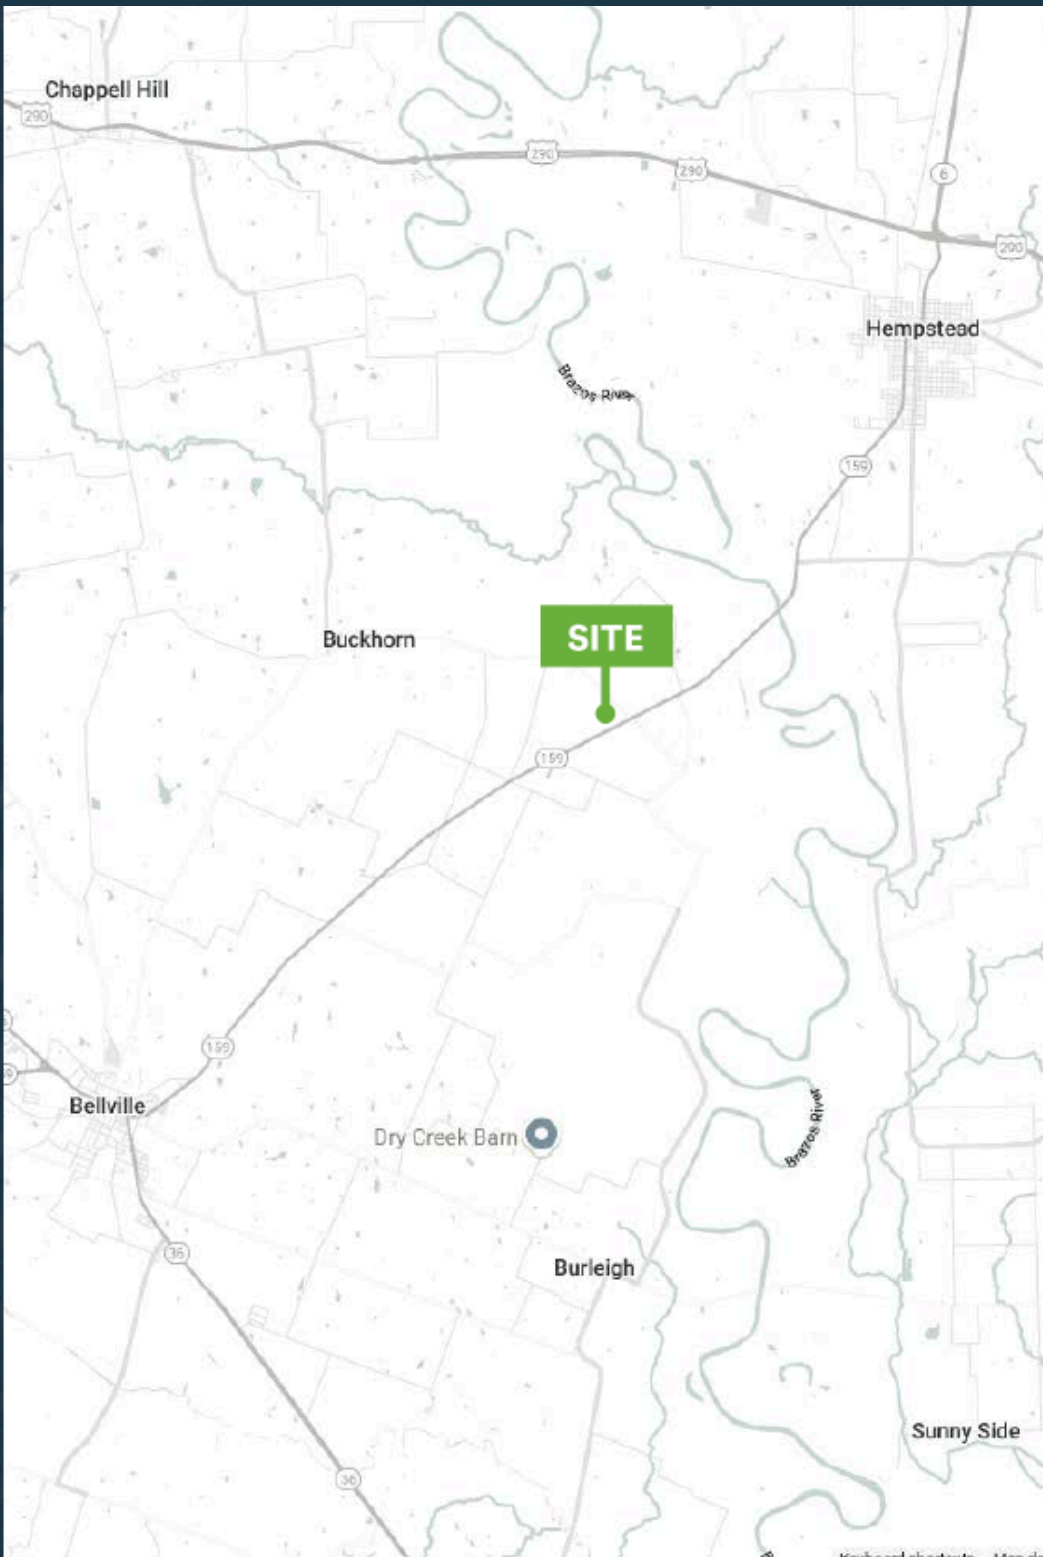 Chappell Hill
290
290
290
6
290
Hempstead
Brazos River
159
Buckhorn
SITE
159
159
Bellville
Dry Creek Barn
Brazos River
36
Burleigh
Sunny Side
36